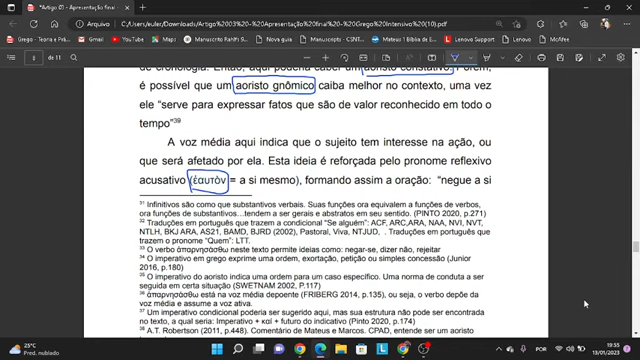 *Artigo (7) - Apresentação final
Arquivo
C:/Users/euler/Downloads/Artigo%2003%20-%20Apresentação%20final%20-%20Grego%20Intensivo%20(10).pdf
Grego - Teoria e Pr
Manuscrito Rahlfs 9
Nova guia
Manuscrito
Mateus 1 Biblical G
Lenovo Support
Lenovo
McAfee
8 de 11
de cronologia. Então, aqui poderia caber um aoristo constativo. Porém,
é possível que um aoristo gnômico caiba melhor no contexto, uma vez
ele “serve para expressar fatos que são de valor reconhecido em todo o
tempo”39
A voz média aqui indica que o sujeito tem interesse na ação, ou
que será afetado por ela. Esta ideia é reforçada pelo pronome reflexivo
acusativo (ἑαυτὸν = a si mesmo), formando assim a oração: “negue a si
31 Infinitivos são como que substantivos verbais. Suas funções ora equivalem a funções de verbos,
ora funções de substantivos...tendem a ser gerais e abstratos em seu sentido. (PINTO 2020, p.271)
32 Traduções em português que trazem a condicional “Se alguém”: ACF, ARC, ARA, NAA, NVI, NVT,
NTLH, BKJ ARA, AS21, BAMD, BJRD (2002), Pastoral, Viva, NTJUD, . Traduções em português que
trazem o pronome “Quem”: LTT.
33 O verbo ἀπαρνησάσθω neste texto permite ideias como: negar-se, dizer não, rejeitar
34 O imperativo em grego exprime uma ordem, exortação, petição ou simples concessão (Junior
2016, p.180)
35 O imperativo do aoristo indica uma ordem para um caso específico. Uma norma de conduta a ser
seguida em certa situação (SWETNAM 2002, P.117)
36 ἀπαρνησάσθω está na voz média depoente (FRIBERG 2014, p.135), ou seja, o verbo depõe da
voz média e assume a voz ativa.
37 Um imperativo condicional poderia ser sugerido aqui, mas sua estrutura não pode ser encontrada
no texto, a qual seria: Imperativo + καί + futuro do indicativo (Pinto 2020, p.174)
38 A.T. Robertson (2011, p.448). Comentário de Mateus e Marcos. CPAD, entende ser um aoristo
25°C
Pred. nublado
POR
19:55
13/01/2023